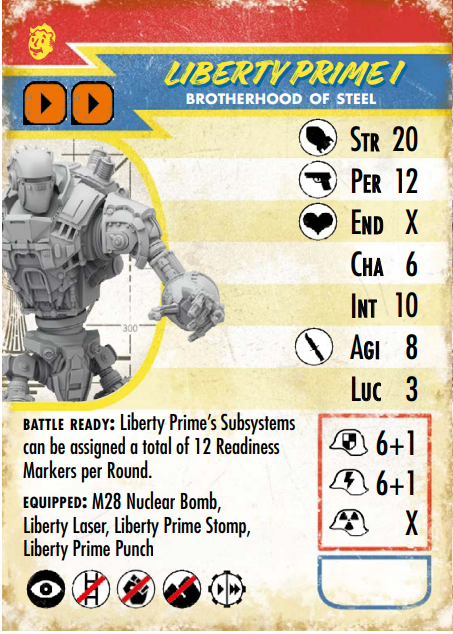 LIBERTY PRIME I
BROTHERHOOD OF STEEL
STR 20
PER 12
END X
CHA 6
INT 10
AGI 8
LUC 3
300
BATTLE READY: Liberty Prime's Subsystems
can be assigned a total of 12 Readiness
Markers per Round.
EQUIPPED: M28 Nuclear Bomb,
Liberty Laser, Liberty Prime Stomp,
Liberty Prime Punch
6+1
6+1
X